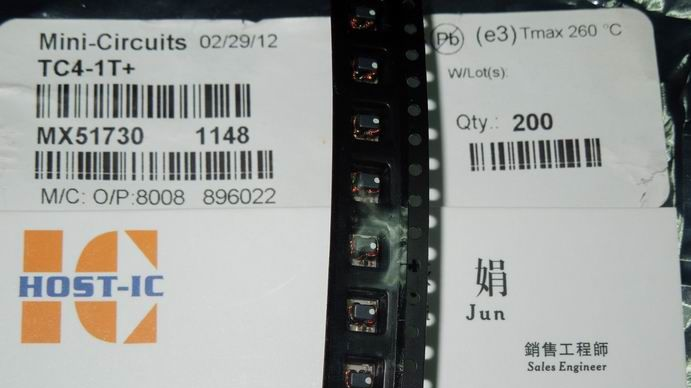 Mini-Circuits 02/29/12
TC4-1T+
MX51730 1148
M/C: O/P:8008 896022
Pb (e3) Tmax 260 °C
W/Lot(s):
Qty.: 200
IC
HOST-IC
娟
Jun
銷售工程師
Sales Engineer